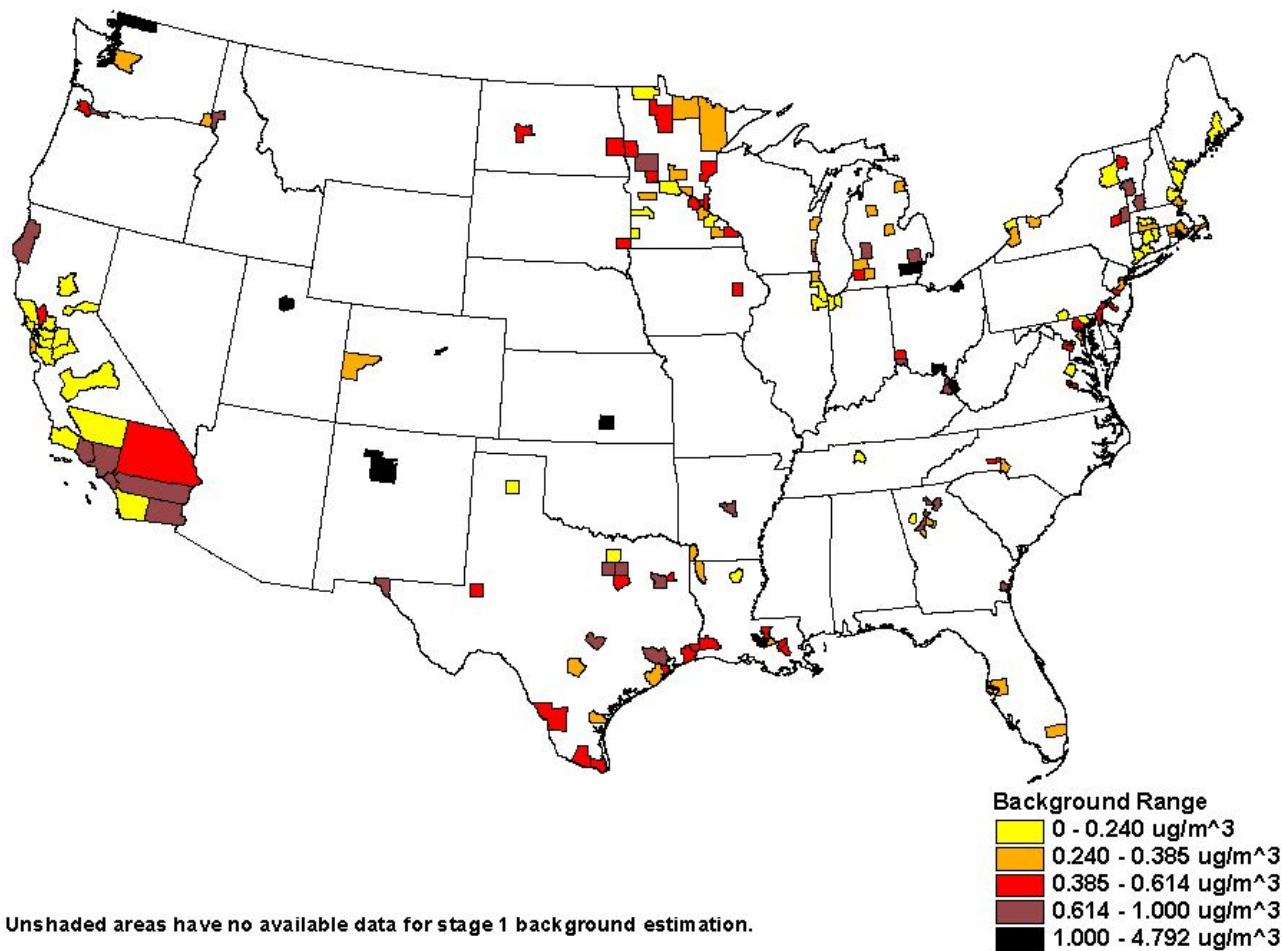 Background Range
0 - 0.240 ug/m^3
0.240 - 0.385 ug/m^3
0.385 - 0.614 ug/m^3
0.614 - 1.000 ug/m^3
1.000 - 4.792 ug/m^3
Unshaded areas have no available data for stage 1 background estimation.